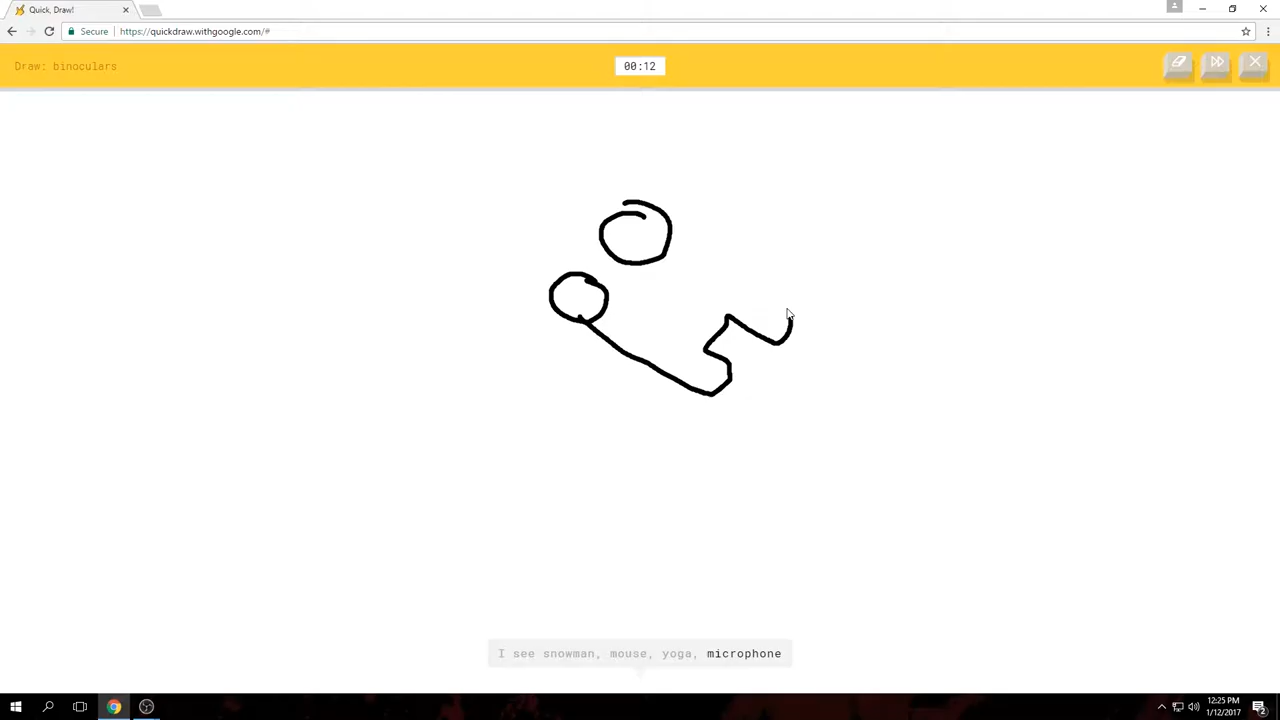 Quick, Draw!
Secure https://quickdraw.withgoogle.com/#
Draw: binoculars
00:12
I see snowman, mouse, yoga, microphone
12:25 PM
1/12/2017
2